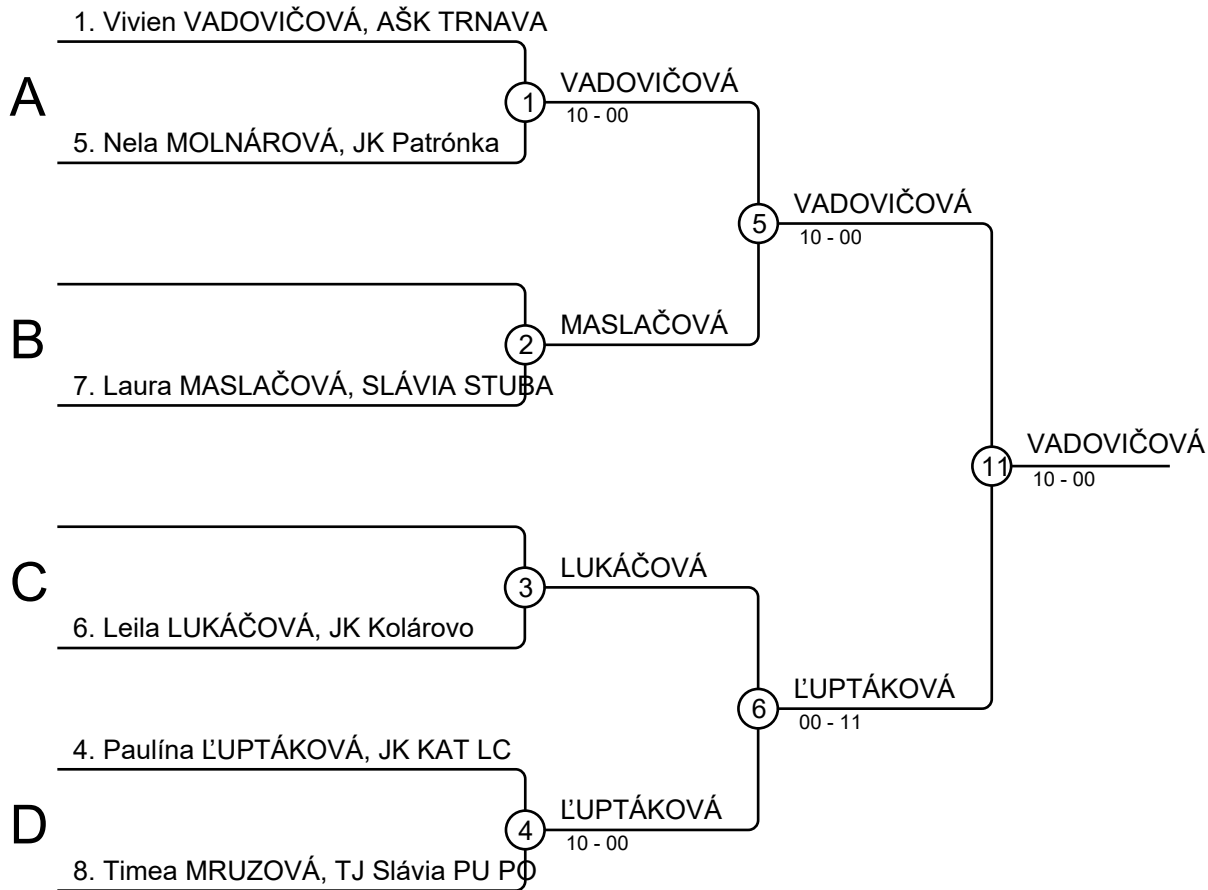 1. Vivien VADOVIČOVÁ, AŠK TRNAVA
A
1
VADOVIČOVÁ
10 - 00
5. Nela MOLNÁROVÁ, JK Patrónka
5
VADOVIČOVÁ
10 - 00
B
2
MASLAČOVÁ
7. Laura MASLAČOVÁ, SLÁVIA STUBA
11
VADOVIČOVÁ
10 - 00
C
3
LUKÁČOVÁ
6. Leila LUKÁČOVÁ, JK Kolárovo
6
ĽUPTÁKOVÁ
00 - 11
4. Paulína ĽUPTÁKOVÁ, JK KAT LC
D
4
ĽUPTÁKOVÁ
10 - 00
8. Timea MRUZOVÁ, TJ Slávia PU PO